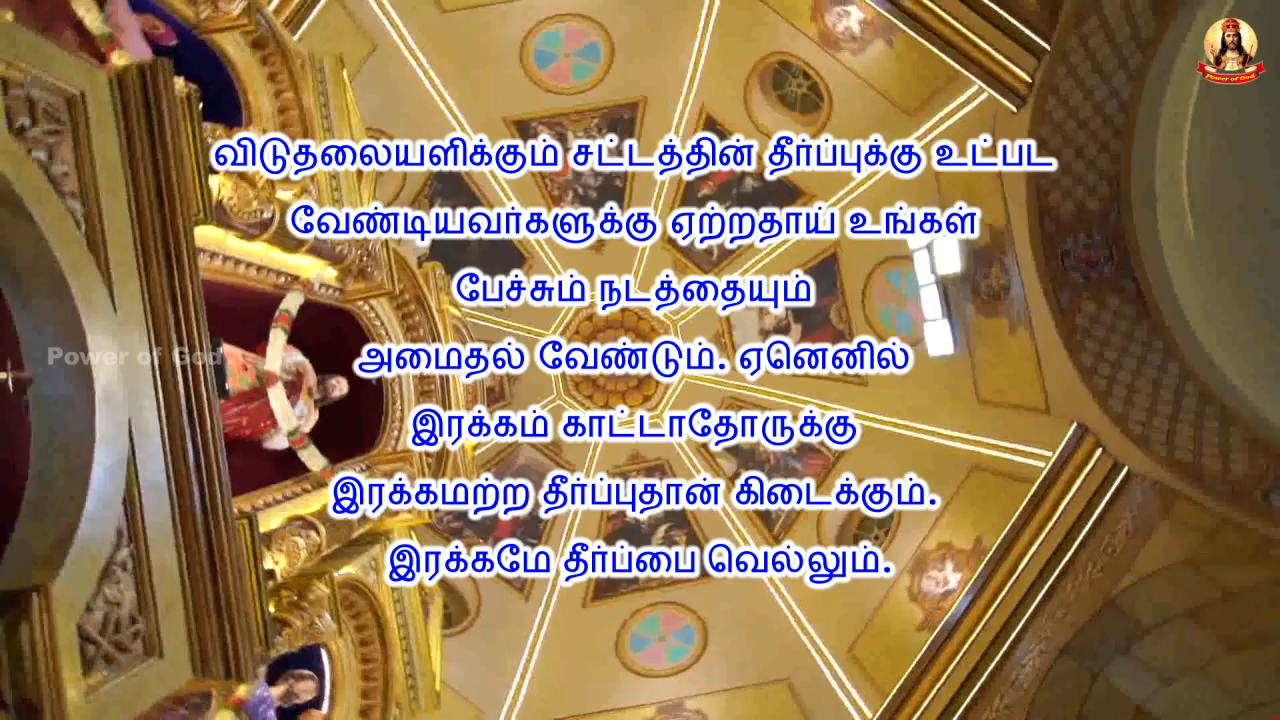 Power of God
விடுதலையளிக்கும் சட்டத்தின் தீர்ப்புக்கு உட்பட
வேண்டியவர்களுக்கு ஏற்றதாய் உங்கள்
பேச்சும் நடத்தையும்
Power of God
அமைதல் வேண்டும். ஏனெனில்
இரக்கம் காட்டாதோருக்கு
இரக்கமற்ற தீர்ப்புதான் கிடைக்கும்.
இரக்கமே தீர்ப்பை வெல்லும்.